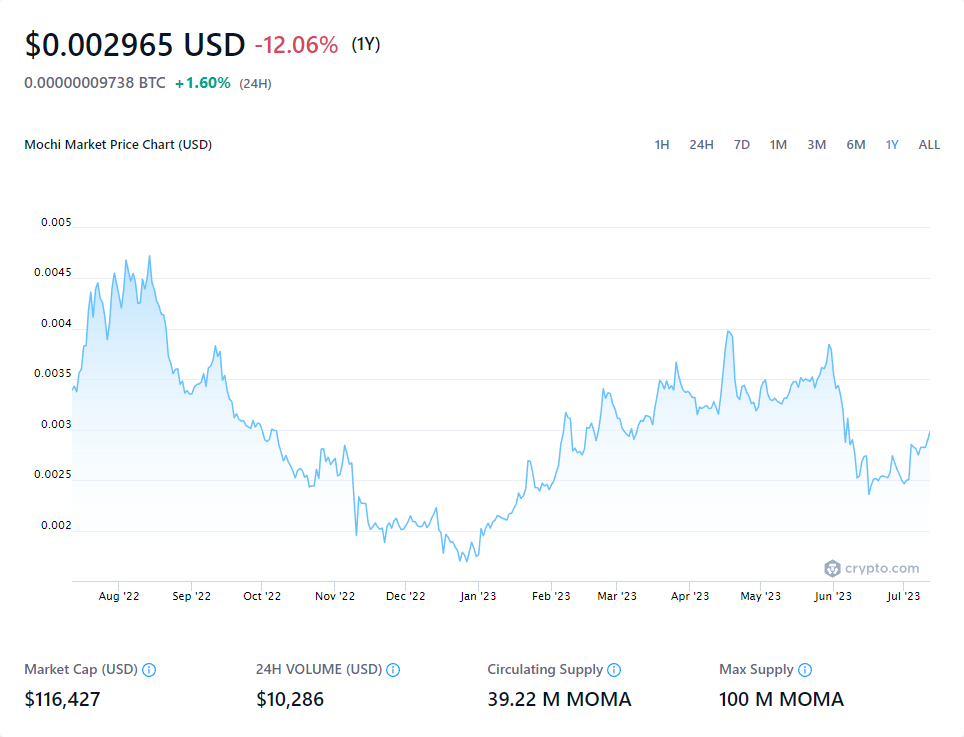 $0.002965 USD -12.06% (1Y)
0.00000009738 BTC +1.60% (24H)
Mochi Market Price Chart (USD) 1H 24H 7D 1M 3M 6M 1Y ALL
0.005
0.0045
0.004
0.0035
0.003
0.0025
0.002
crypto.com
Aug '22 Sep '22 Oct '22 Nov '22 Dec '22 Jan '23 Feb '23 Mar '23 Apr '23 May '23 Jun '23 Jul '23
Market Cap (USD) 24H VOLUME (USD) Circulating Supply Max Supply
$116,427 $10,286 39.22 M MOMA 100 M MOMA